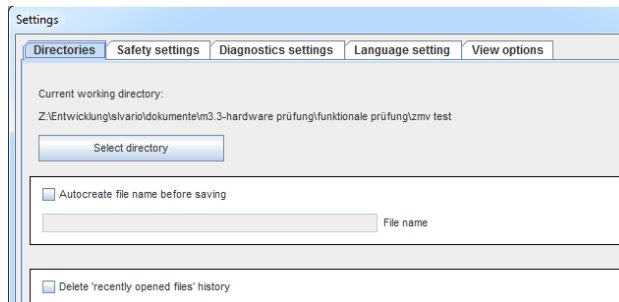 Settings
Directories Safety settings Diagnostics settings Language setting View options
Current working directory:
Z:\Entwicklung\slvario\dokumente\m3.3-hardware prüfung\funktionale prüfung\zmv test
Select directory
Autocreate file name before saving
File name
Delete 'recently opened files' history